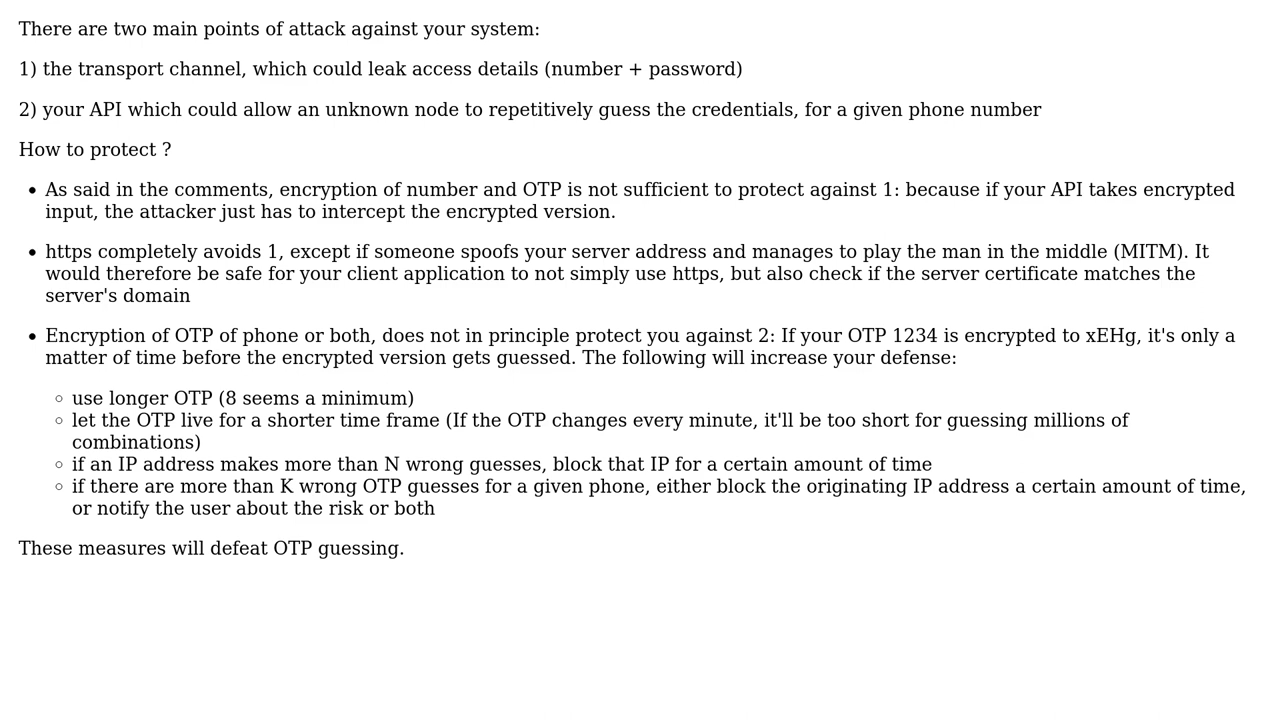 There are two main points of attack against your system:
1) the transport channel, which could leak access details (number + password)
2) your API which could allow an unknown node to repetitively guess the credentials, for a given phone number
How to protect ?
• As said in the comments, encryption of number and OTP is not sufficient to protect against 1: because if your API takes encrypted
input, the attacker just has to intercept the encrypted version.
• https completely avoids 1, except if someone spoofs your server address and manages to play the man in the middle (MITM). It
would therefore be safe for your client application to not simply use https, but also check if the server certificate matches the
server's domain
• Encryption of OTP of phone or both, does not in principle protect you against 2: If your OTP 1234 is encrypted to xEHg, it's only a
matter of time before the encrypted version gets guessed. The following will increase your defense:
◦ use longer OTP (8 seems a minimum)
◦ let the OTP live for a shorter time frame (If the OTP changes every minute, it'll be too short for guessing millions of
combinations)
◦ if an IP address makes more than N wrong guesses, block that IP for a certain amount of time
◦ if there are more than K wrong OTP guesses for a given phone, either block the originating IP address a certain amount of time,
or notify the user about the risk or both
These measures will defeat OTP guessing.